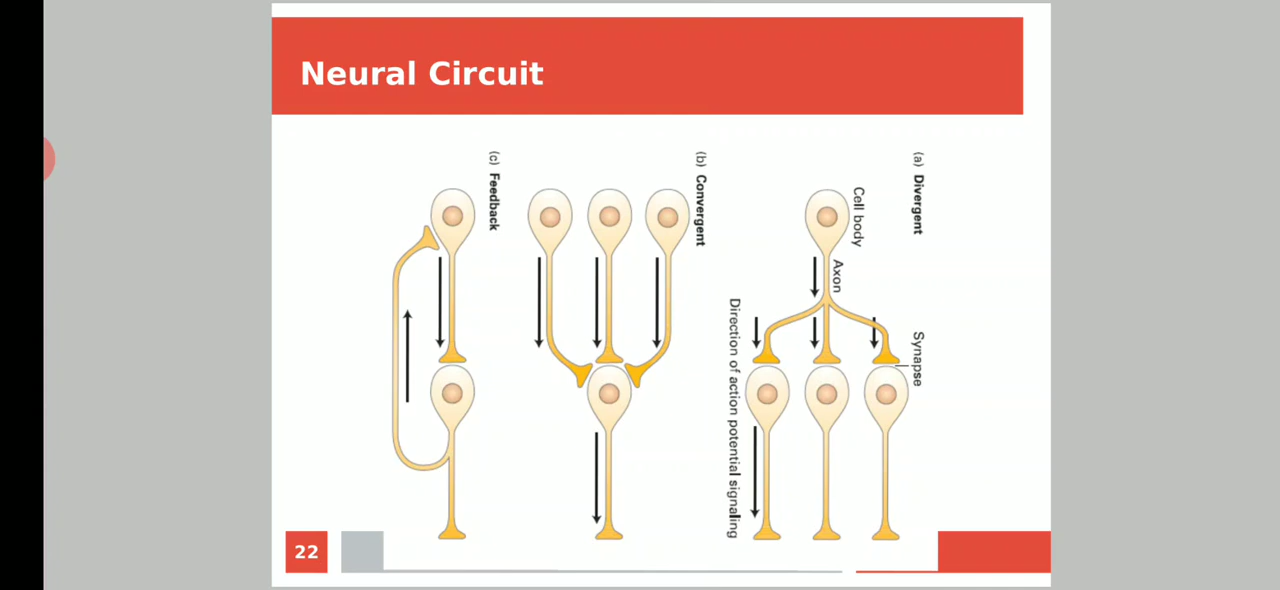 Neural Circuit
(a) Divergent
Cell body
Axon
Synapse
Direction of action potential signaling
(b) Convergent
(c) Feedback
22